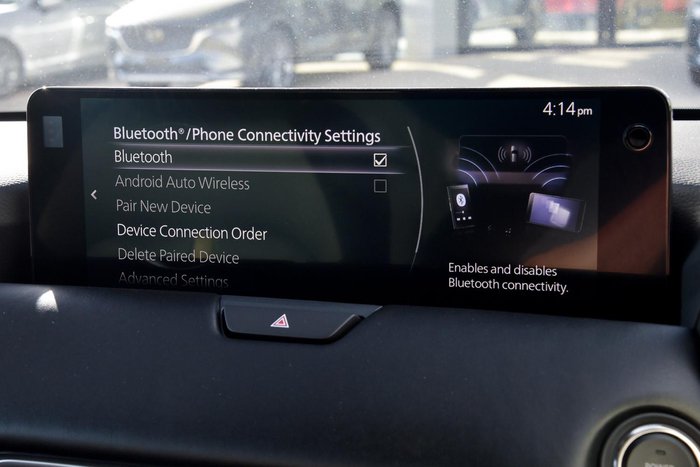 4:14pm
Bluetooth®/Phone Connectivity Settings
Bluetooth
Android Auto Wireless
Pair New Device
Device Connection Order
Delete Paired Device
Advanced Settings
Enables and disables
Bluetooth connectivity.